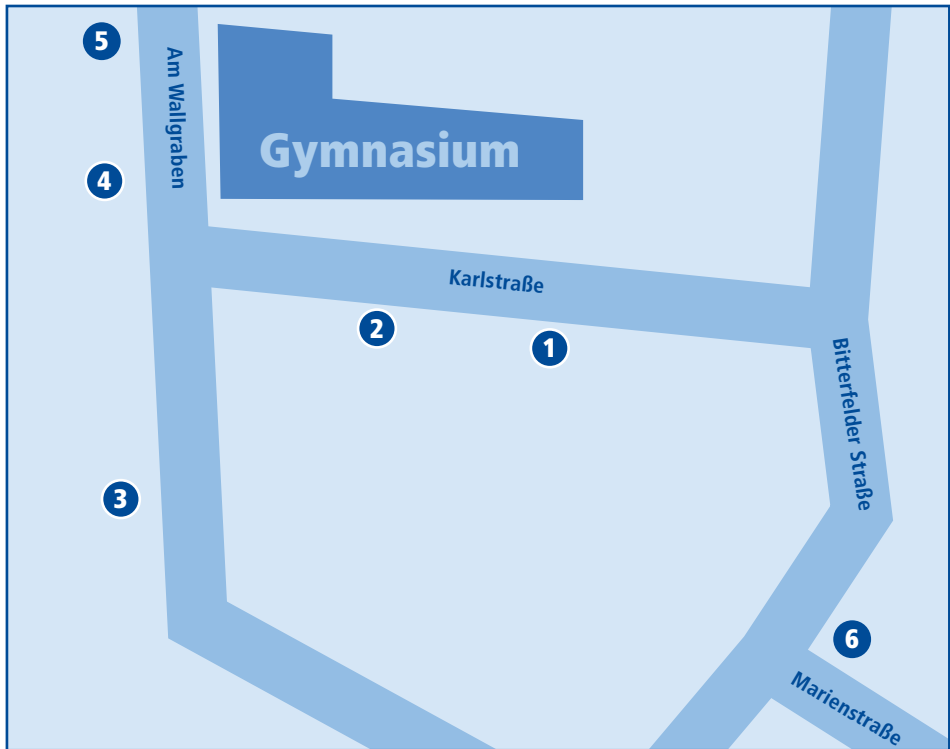 5
Am Wallgraben
Gymnasium
4
Karlstraße
2
1
Bitterfelder Straße
3
6
Marienstraße